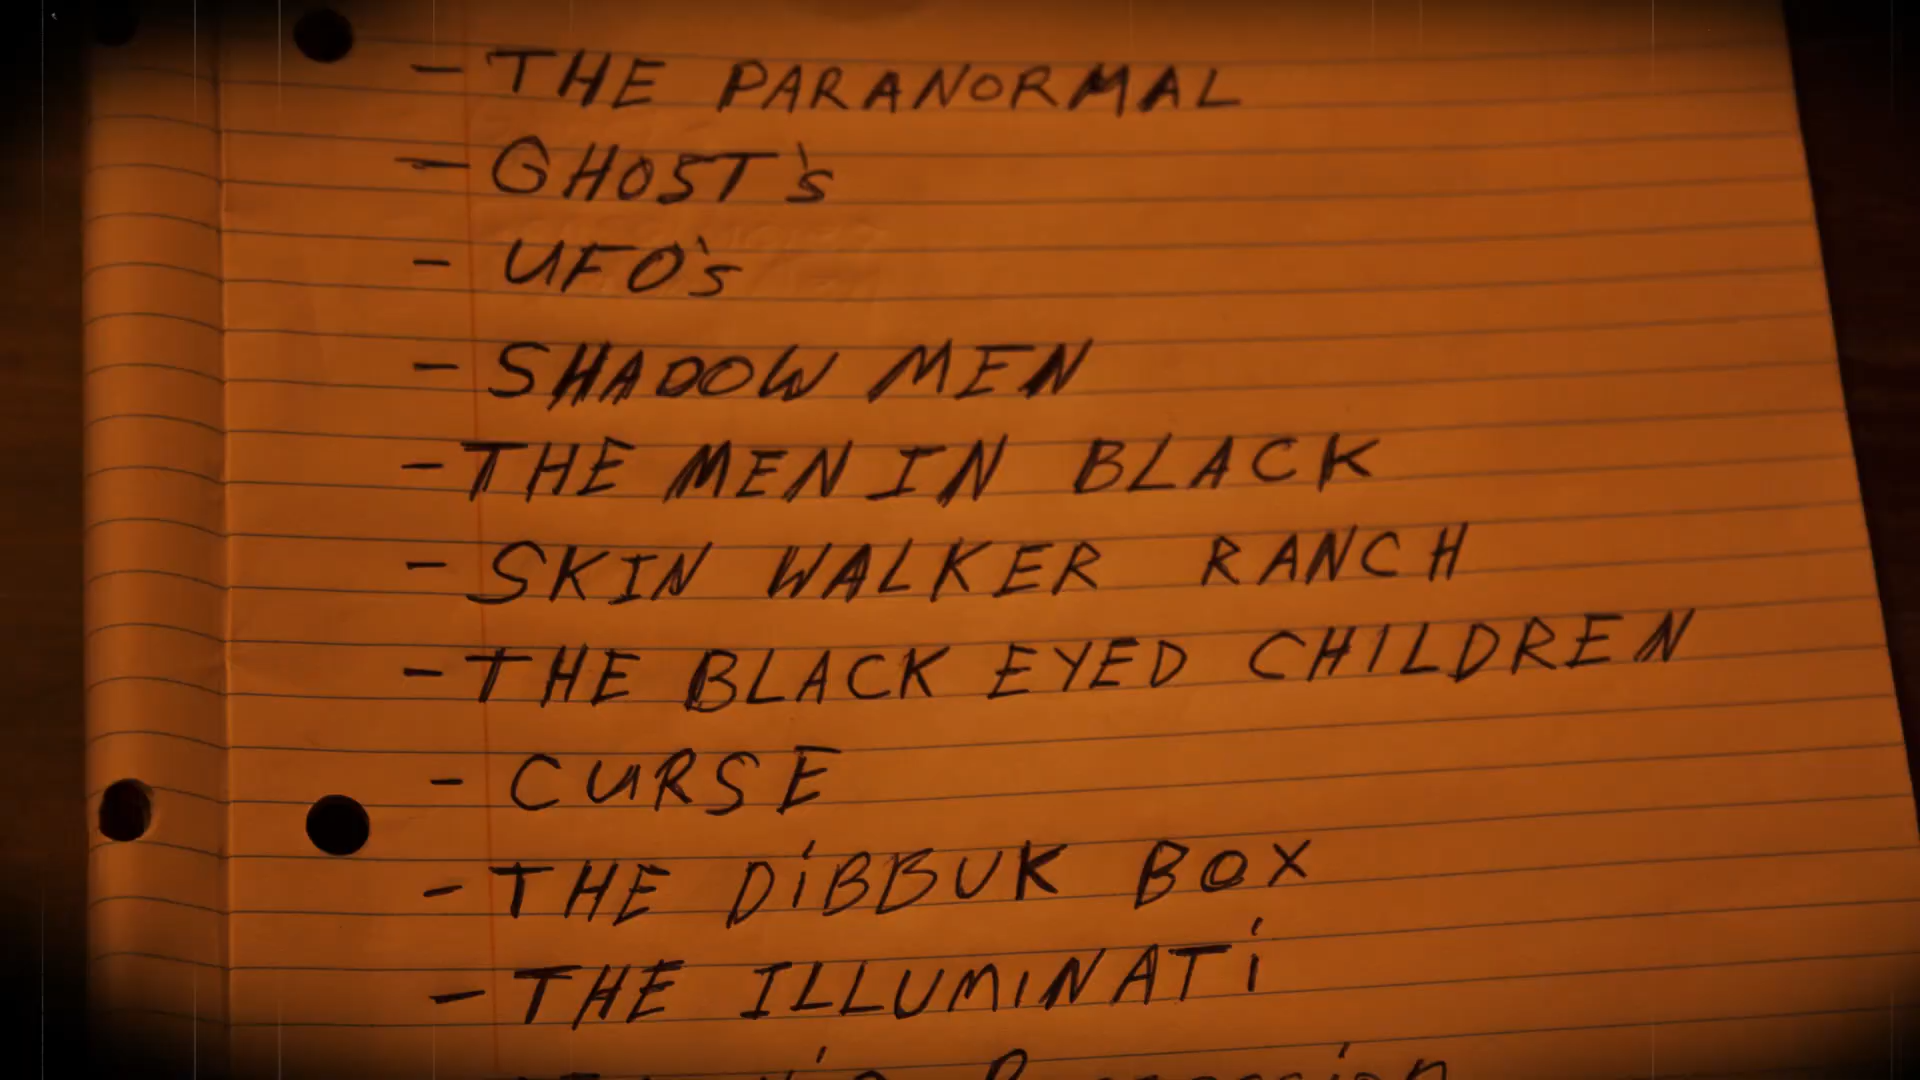 - THE PARANORMAL
- GHOST's
- UFO's
- SHADOW MEN
- THE MEN IN BLACK
- SKIN WALKER RANCH
- THE BLACK EYED CHILDREN
- CURSE
- THE DiBBUK BOX
- THE ILLUMINATi